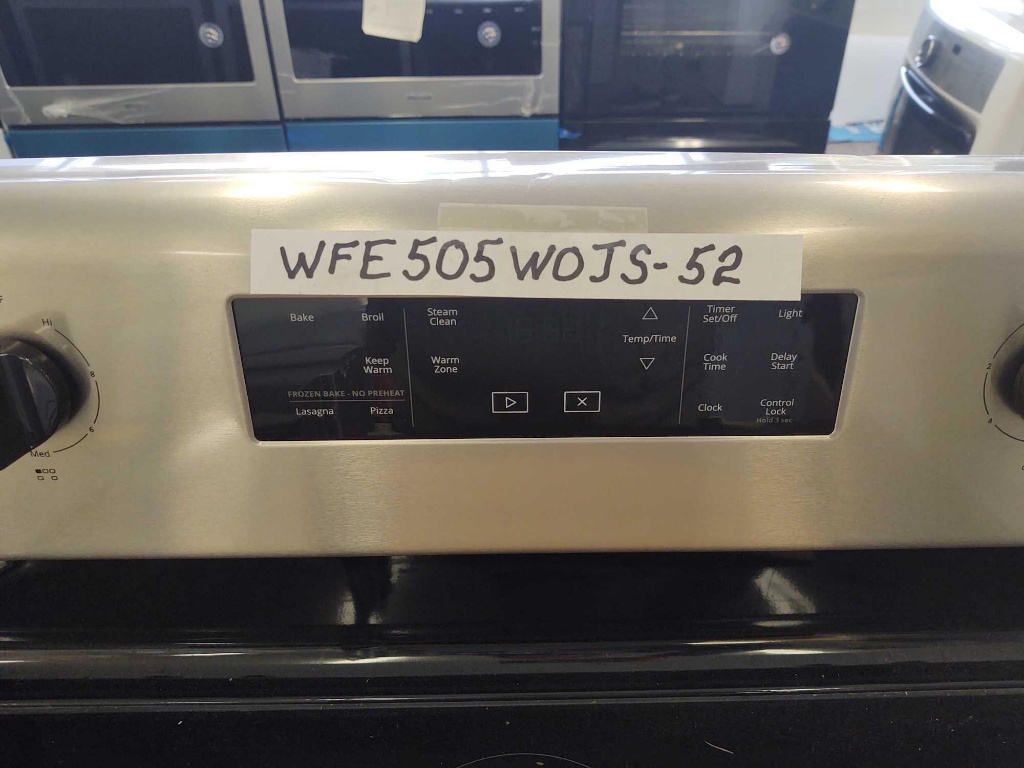 WFE505W0JS-52
Bake
Broil
Steam
Clean
Keep
Warm
Warm
Zone
FROZEN BAKE - NO PREHEAT
Lasagna
Pizza
Temp/Time
Timer
Set/Off
Light
Cook
Time
Delay
Start
Clock
Control
Lock
Hold 3 sec
Hi
8
6
Med
2
4